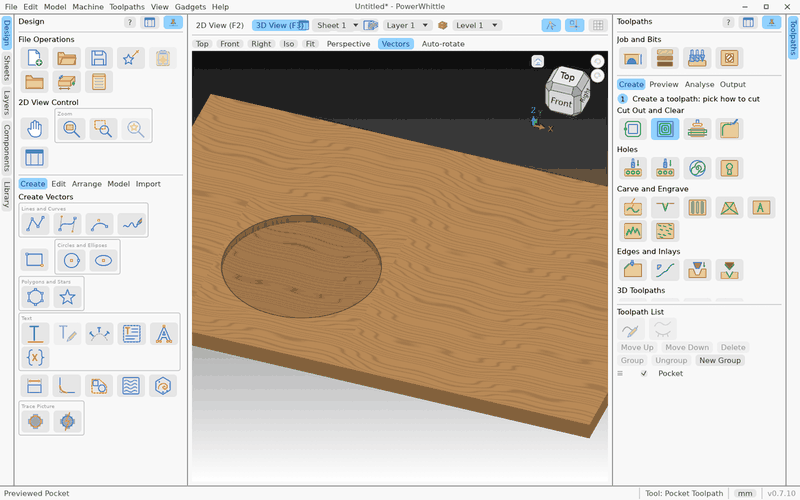 File Edit Model Machine Toolpaths View Gadgets Help
Untitled* - PowerWhittle
Design
Sheets
Layers
Components
Library
Design
?
File Operations
2D View Control
Zoom
Create Edit Arrange Model Import
Create Vectors
Lines and Curves
Circles and Ellipses
Polygons and Stars
Text
Trace Picture
2D View (F2) 3D View (F3) Sheet 1 Layer 1 Level 1
Top Front Right Iso Fit Perspective Vectors Auto-rotate
Top
Front
Right
Z
Y
X
Toolpaths
?
Job and Bits
Create Preview Analyse Output
1 Create a toolpath: pick how to cut
Cut Out and Clear
Holes
Carve and Engrave
Edges and Inlays
3D Toolpaths
Toolpath List
Move Up Move Down Delete
Group Ungroup New Group
Pocket
Toolpaths
Previewed Pocket
Tool: Pocket Toolpath mm v0.7.10